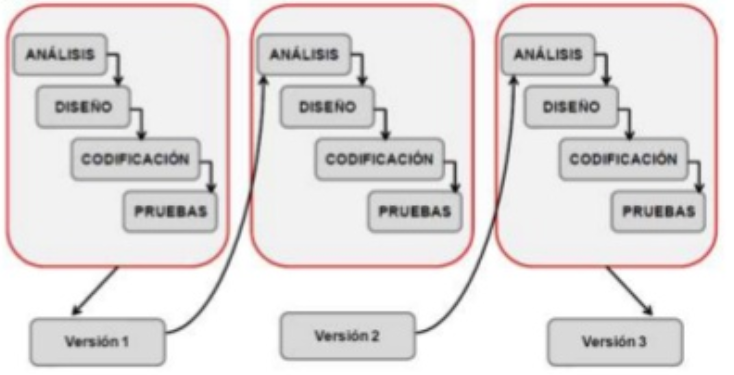 ANÁLISIS
DISEÑO
CODIFICACIÓN
PRUEBAS
ANÁLISIS
DISEÑO
CODIFICACIÓN
PRUEBAS
ANÁLISIS
DISEÑO
CODIFICACIÓN
PRUEBAS
Versión 1
Versión 2
Versión 3